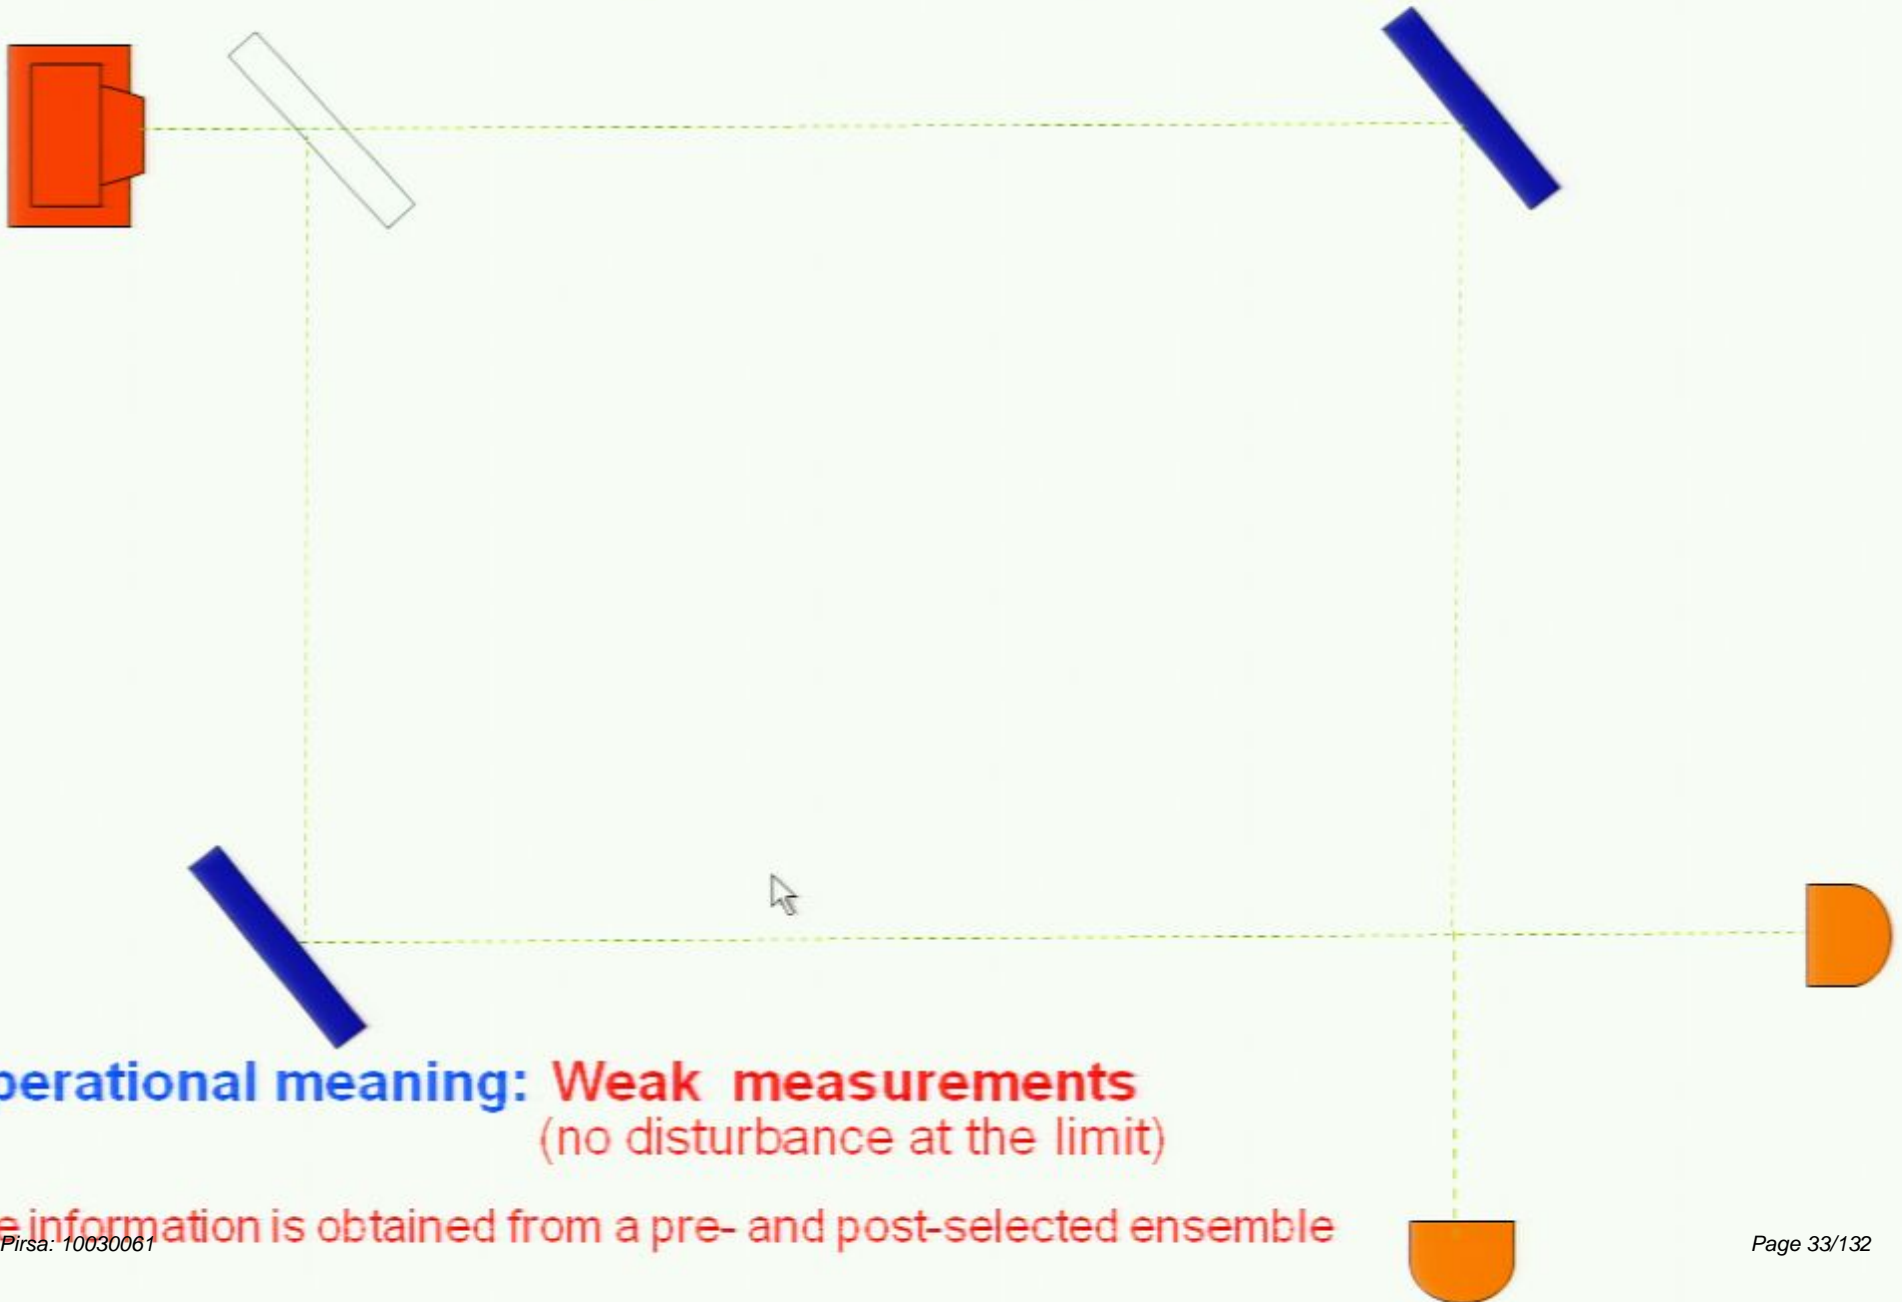 perational meaning: Weak measurements
(no disturbance at the limit)
e information is obtained from a pre- and post-selected ensemble
Pirsa: 10030061
Page 33/132